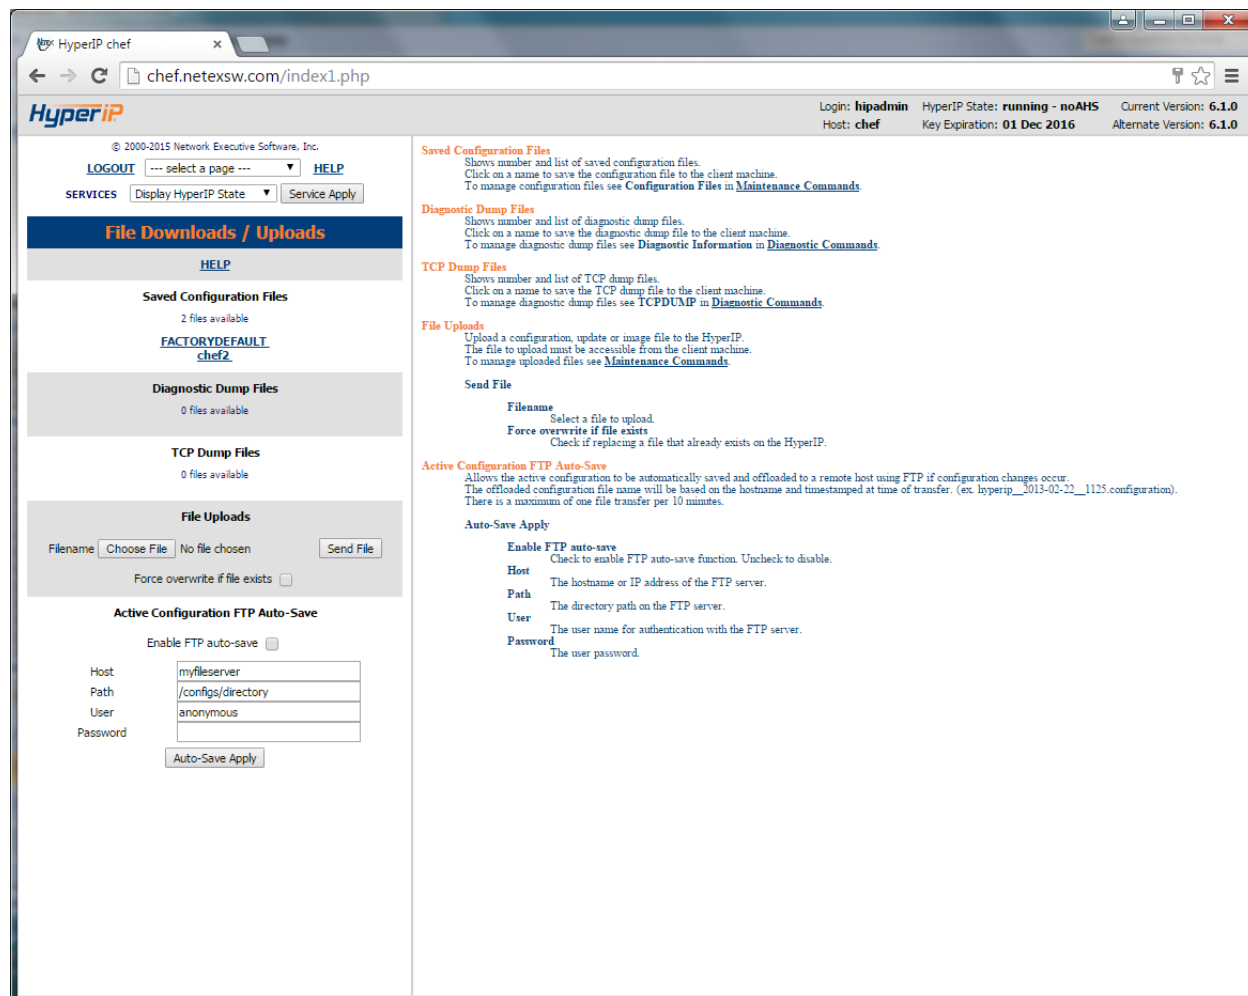 HyperIP chef
chef.netexsw.com/index1.php
HyperIP
Login: hipadmin HyperIP State: running - noAHS Current Version: 6.1.0
Host: chef Key Expiration: 01 Dec 2016 Alternate Version: 6.1.0
© 2000-2015 Network Executive Software, Inc.
LOGOUT --- select a page --- HELP
SERVICES Display HyperIP State Service Apply
File Downloads / Uploads
HELP
Saved Configuration Files
2 files available
FACTORYDEFAULT
chef2
Diagnostic Dump Files
0 files available
TCP Dump Files
0 files available
File Uploads
Filename Choose File No file chosen Send File
Force overwrite if file exists
Active Configuration FTP Auto-Save
Enable FTP auto-save
Host myfileserver
Path /configs/directory
User anonymous
Password
Auto-Save Apply
Saved Configuration Files
Shows number and list of saved configuration files.
Click on a name to save the configuration file to the client machine.
To manage configuration files see Configuration Files in Maintenance Commands.
Diagnostic Dump Files
Shows number and list of diagnostic dump files.
Click on a name to save the diagnostic dump file to the client machine.
To manage diagnostic dump files see Diagnostic Information in Diagnostic Commands.
TCP Dump Files
Shows number and list of TCP dump files.
Click on a name to save the TCP dump file to the client machine.
To manage diagnostic dump files see TCPDUMP in Diagnostic Commands.
File Uploads
Upload a configuration, update or image file to the HyperIP.
The file to upload must be accessible from the client machine.
To manage uploaded files see Maintenance Commands.
Send File
Filename
Select a file to upload.
Force overwrite if file exists
Check if replacing a file that already exists on the HyperIP.
Active Configuration FTP Auto-Save
Allows the active configuration to be automatically saved and offloaded to a remote host using FTP if configuration changes occur.
The offloaded configuration file name will be based on the hostname and timestamped at time of transfer. (ex. hyperip__2013-02-22__1125.configuration).
There is a maximum of one file transfer per 10 minutes.
Auto-Save Apply
Enable FTP auto-save
Check to enable FTP auto-save function. Uncheck to disable.
Host
The hostname or IP address of the FTP server.
Path
The directory path on the FTP server.
User
The user name for authentication with the FTP server.
Password
The user password.